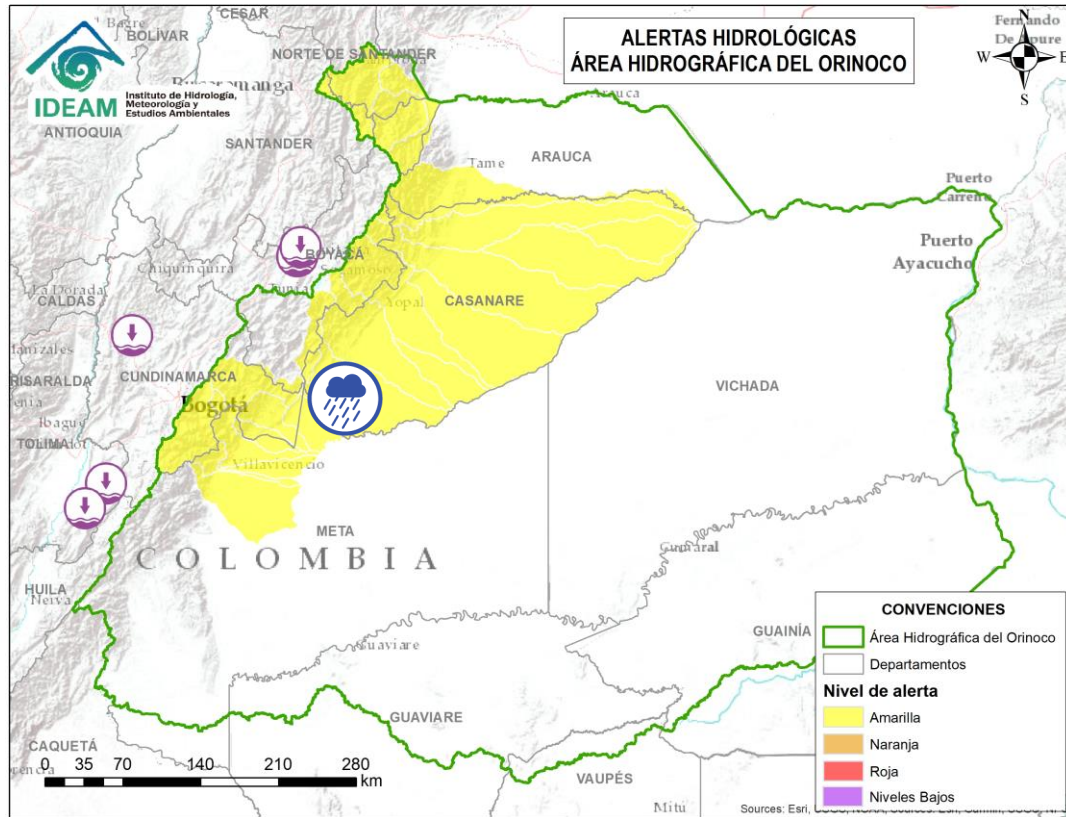 ALERTAS HIDROLÓGICAS
ÁREA HIDROGRÁFICA DEL ORINOCO
N
W
E
S
IDEAM
Instituto de Hidrología,
Meteorología y
Estudios Ambientales
CESAR
BOLÍVAR
NORTE DE SANTANDER
Fernando
De Apure
Arauca
ANTIOQUIA
SANTANDER
Tame
ARAUCA
Puerto
Carreño
Puerto
Ayacucho
BOYACÁ
Sogamoso
Chiquinquira
Tunja
La Dorada
CALDAS
Yopal
CASANARE
VICHADA
CUNDINAMARCA
RISARALDA
Bogotá
Ibagué
TOLIMA
Villavicencio
META
COLOMBIA
Cumaral
HUILA
Neiva
GUAINÍA
Guaviare
GUAVIARE
CAQUETÁ
VAUPÉS
Mitú
0 35 70 140 210 280
km
CONVENCIONES
Área Hidrográfica del Orinoco
Departamentos
Nivel de alerta
Amarilla
Naranja
Roja
Niveles Bajos
Sources: Esri,